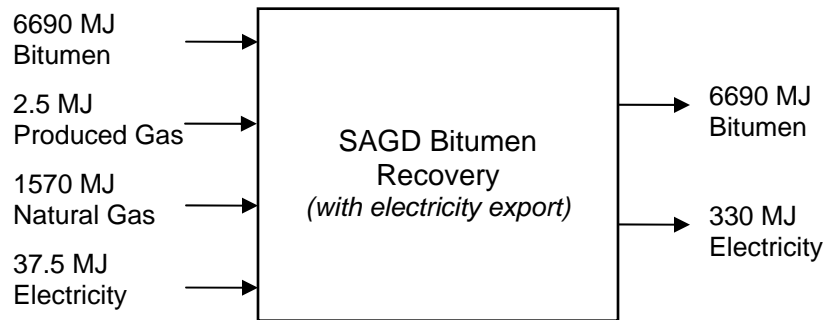 6690 MJ
Bitumen
2.5 MJ
Produced Gas
1570 MJ
Natural Gas
37.5 MJ
Electricity
SAGD Bitumen
Recovery
(with electricity export)
6690 MJ
Bitumen
330 MJ
Electricity